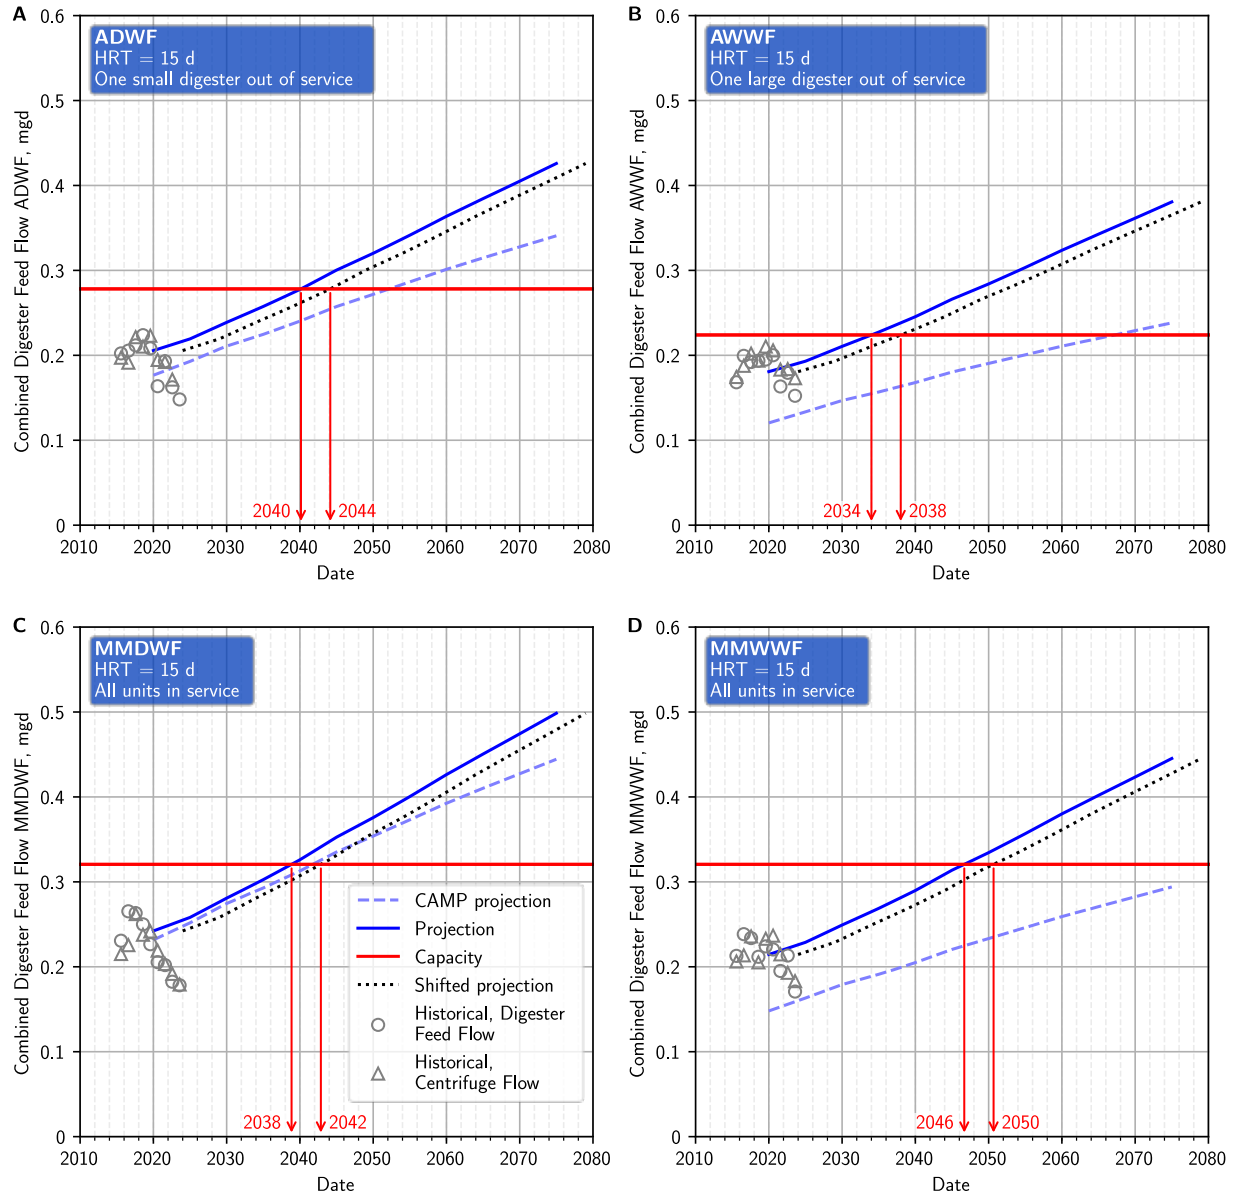 A
ADWF
HRT = 15 d
One small digester out of service
Combined Digester Feed Flow ADWF, mgd
0.6
0.5
0.4
0.3
0.2
0.1
0
2040
2044
2010 2020 2030 2040 2050 2060 2070 2080
Date
B
AWWF
HRT = 15 d
One large digester out of service
Combined Digester Feed Flow AWWF, mgd
0.6
0.5
0.4
0.3
0.2
0.1
0
2034
2038
2010 2020 2030 2040 2050 2060 2070 2080
Date
C
MMDWF
HRT = 15 d
All units in service
Combined Digester Feed Flow MMDWF, mgd
0.6
0.5
0.4
0.3
0.2
0.1
0
CAMP projection
Projection
Capacity
Shifted projection
Historical, Digester
Feed Flow
Historical,
Centrifuge Flow
2038
2042
2010 2020 2030 2040 2050 2060 2070 2080
Date
D
MMWWF
HRT = 15 d
All units in service
Combined Digester Feed Flow MMWWF, mgd
0.6
0.5
0.4
0.3
0.2
0.1
0
2046
2050
2010 2020 2030 2040 2050 2060 2070 2080
Date